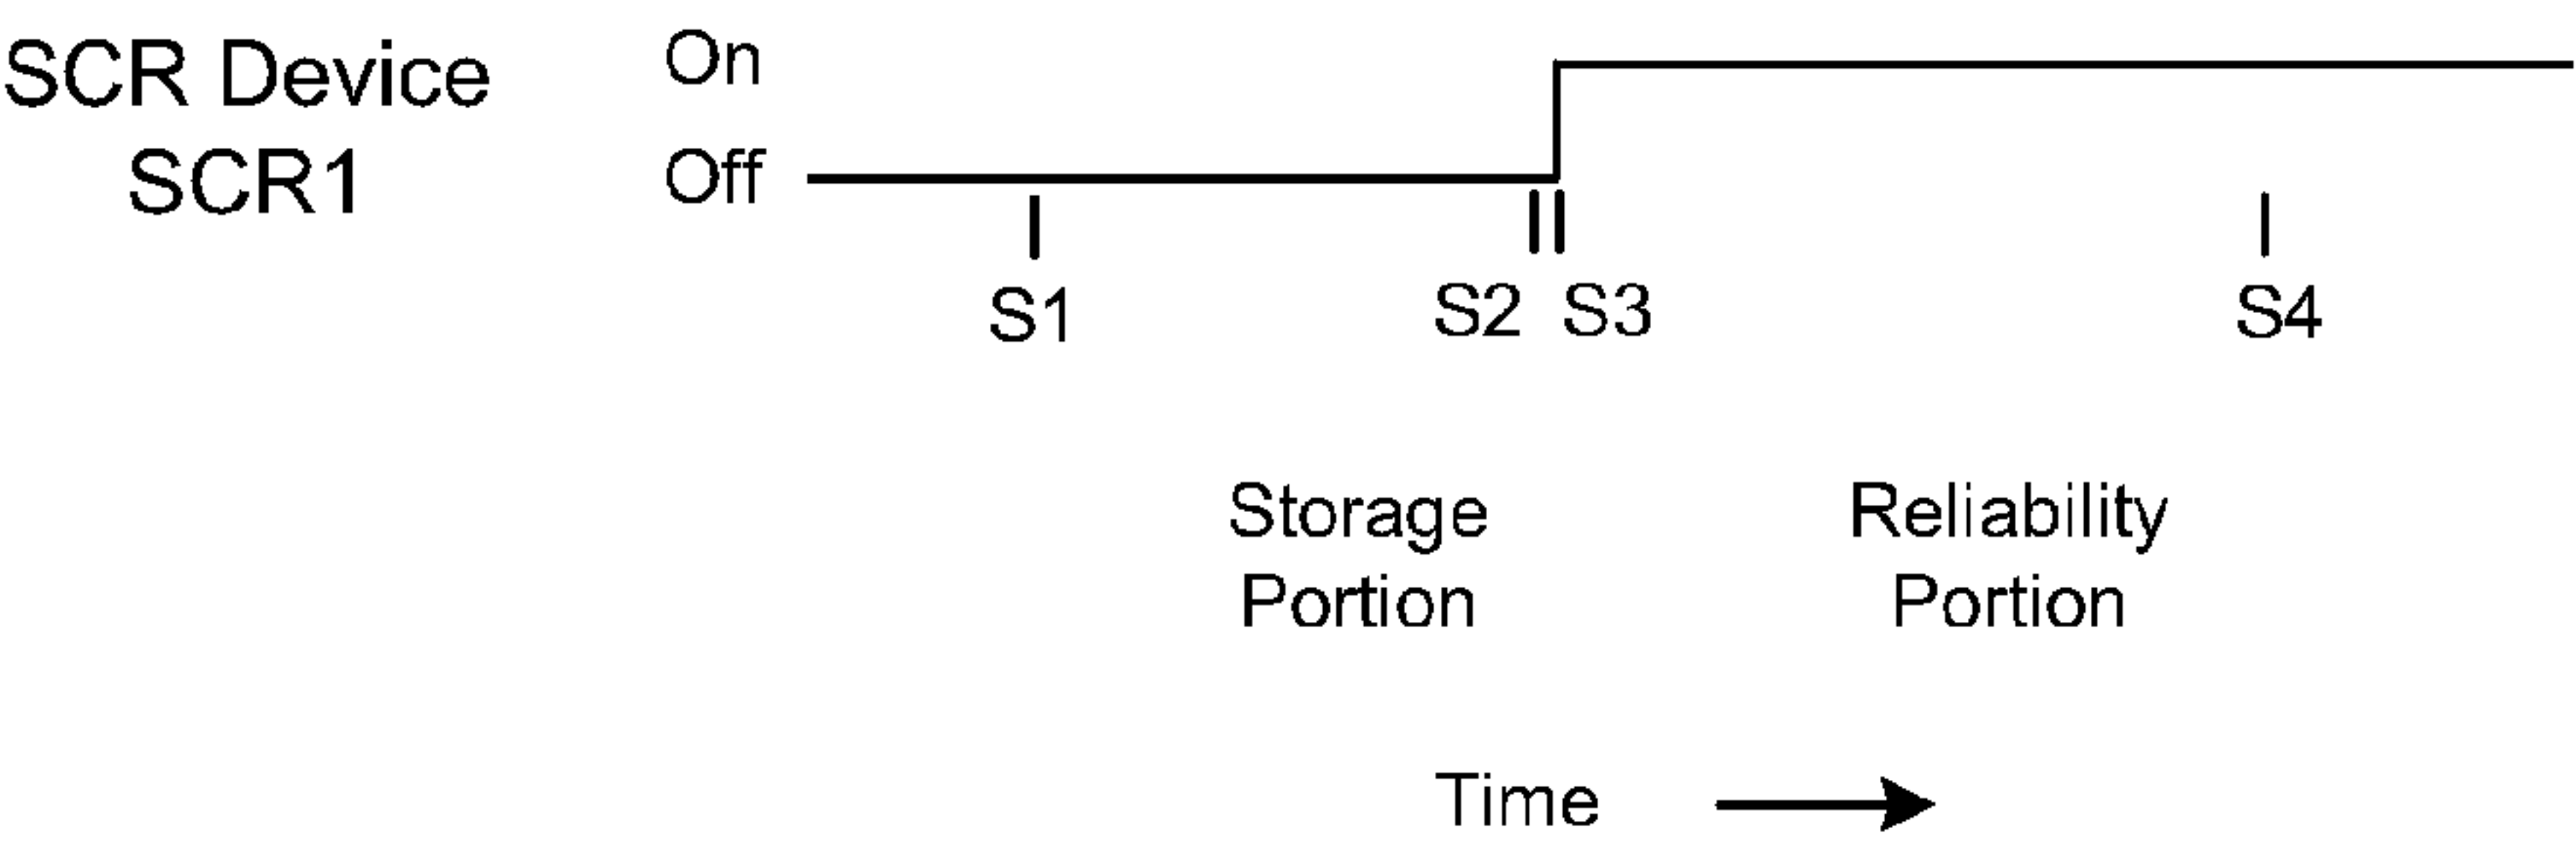 SCR Device
SCR1
On
Off
S1
S2
S3
S4
Storage
Portion
Reliability
Portion
Time